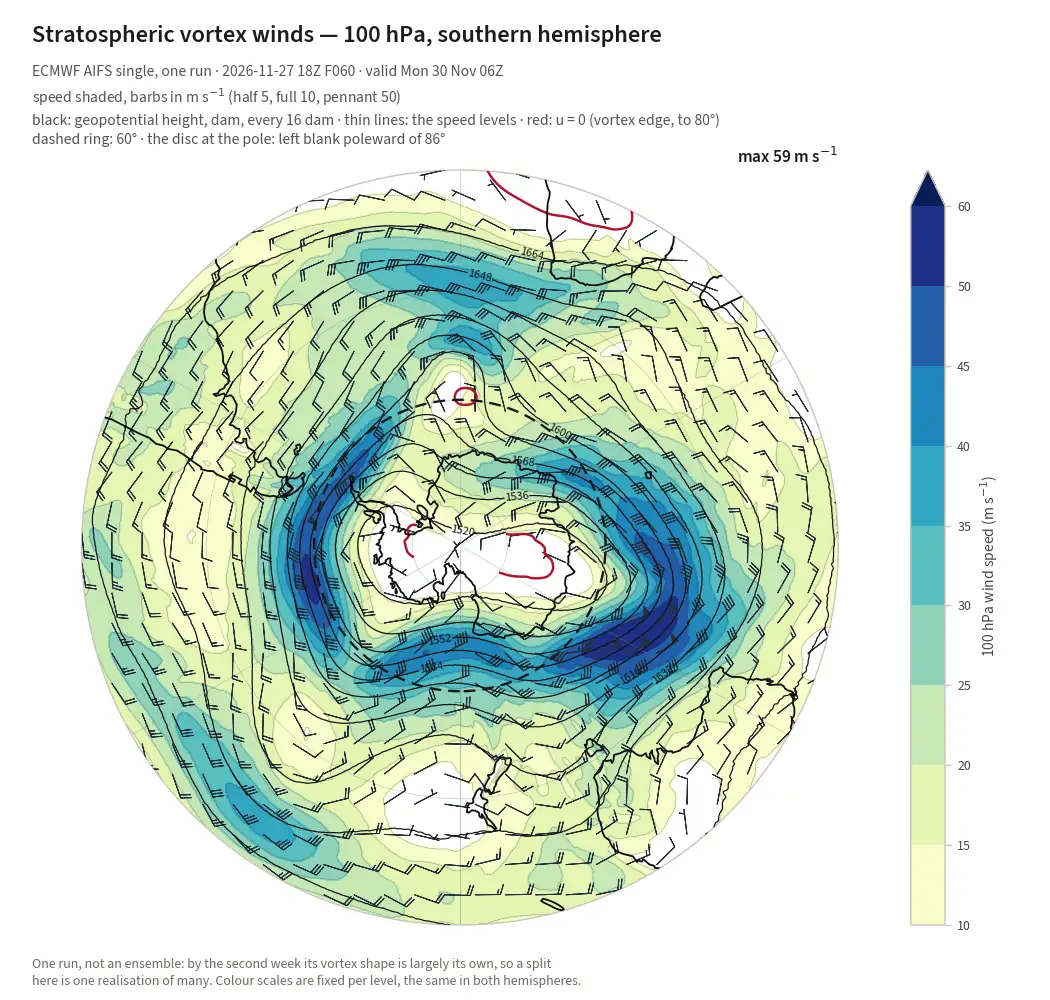 Stratospheric vortex winds — 100 hPa, southern hemisphere
ECMWF AIFS single, one run · 2026-11-27 18Z F060 · valid Mon 30 Nov 06Z
speed shaded, barbs in m s⁻¹ (half 5, full 10, pennant 50)
black: geopotential height, dam, every 16 dam · thin lines: the speed levels · red: u = 0 (vortex edge, to 80°)
dashed ring: 60° · the disc at the pole: left blank poleward of 86°
max 59 m s⁻¹
1664
1648
1600
1568
1536
1520
1552
1584
1616
1632
60
50
45
40
35
30
25
20
15
10
100 hPa wind speed (m s⁻¹)
One run, not an ensemble: by the second week its vortex shape is largely its own, so a split
here is one realisation of many. Colour scales are fixed per level, the same in both hemispheres.